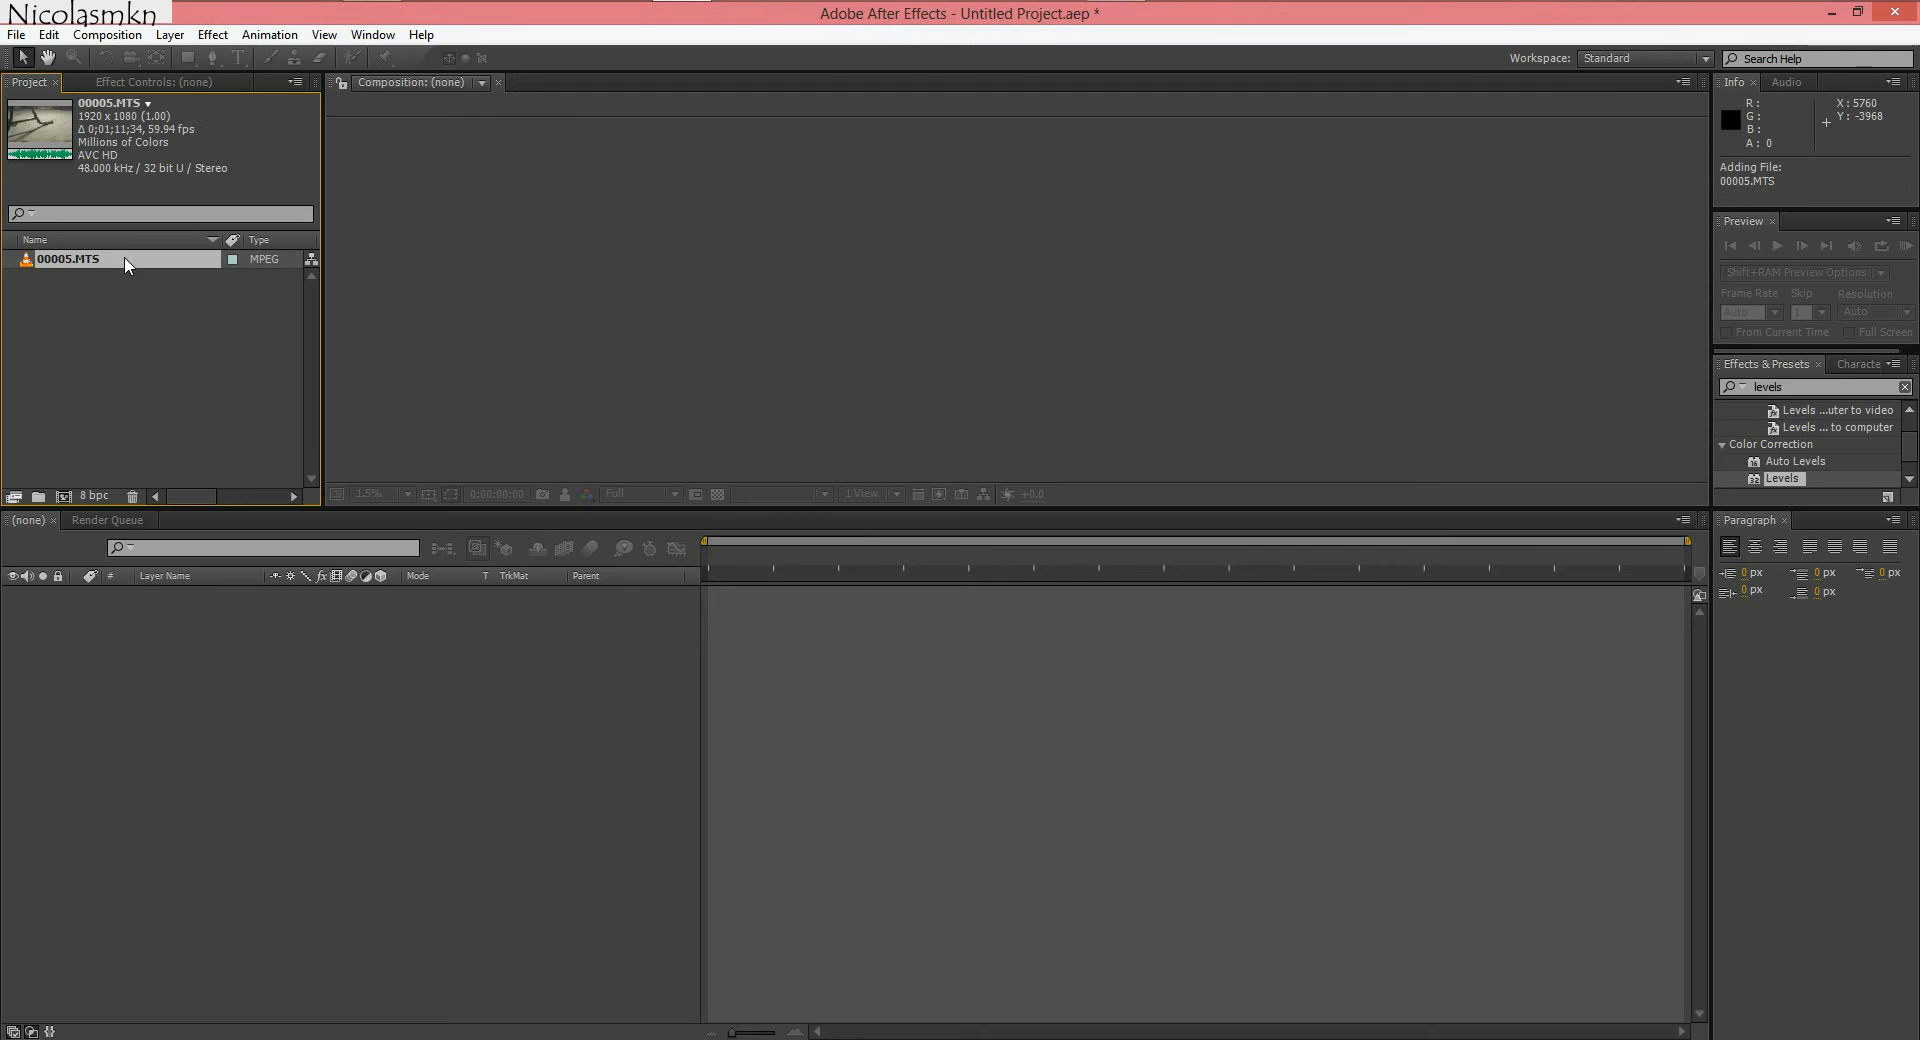 Nicolasmkn
Adobe After Effects - Untitled Project.aep *
File Edit Composition Layer Effect Animation View Window Help
Workspace: Standard Search Help
Project Effect Controls: (none)
Composition: (none)
Info Audio
00005.MTS
1920 x 1080 (1.00)
Δ 0;01;11;34, 59.94 fps
Millions of Colors
AVC HD
48.000 kHz / 32 bit U / Stereo
R :
G :
B :
A : 0
X : 5760
Y : -3968
Adding File:
00005.MTS
Name Type
00005.MTS MPEG
Preview
Shift+RAM Preview Options
Frame Rate Skip Resolution
Auto 1 Auto
From Current Time Full Screen
Effects & Presets Characte
levels
Levels ...uter to video
Levels ... to computer
Color Correction
Auto Levels
Levels
8 bpc
1.5% 0:00:00:00 Full 1 View +0.0
(none) Render Queue
Paragraph
# Layer Name fx Mode T TrkMat Parent
0 px 0 px 0 px
0 px 0 px